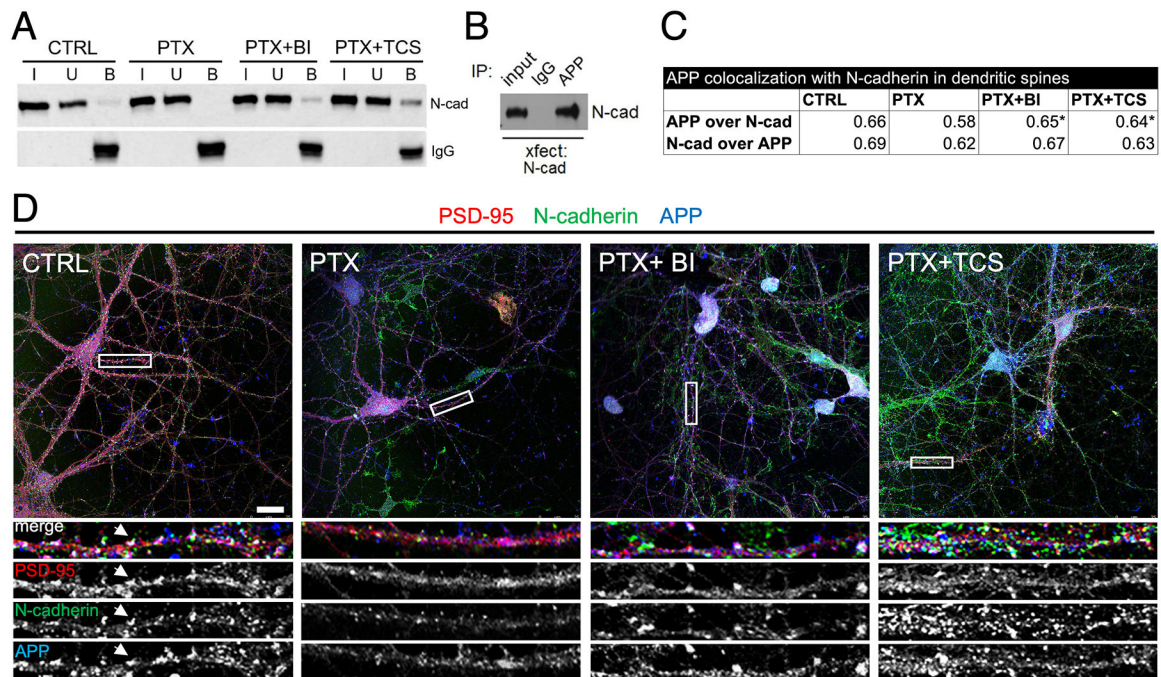 A
CTRL PTX PTX+BI PTX+TCS
I U B I U B I U B I U B
N-cad
IgG
B
IP: input IgG APP
N-cad
xfect:
N-cad
C
APP colocalization with N-cadherin in dendritic spines
CTRL PTX PTX+BI PTX+TCS
APP over N-cad 0.66 0.58 0.65* 0.64*
N-cad over APP 0.69 0.62 0.67 0.63
D
PSD-95 N-cadherin APP
CTRL PTX PTX+ BI PTX+TCS
merge
PSD-95
N-cadherin
APP